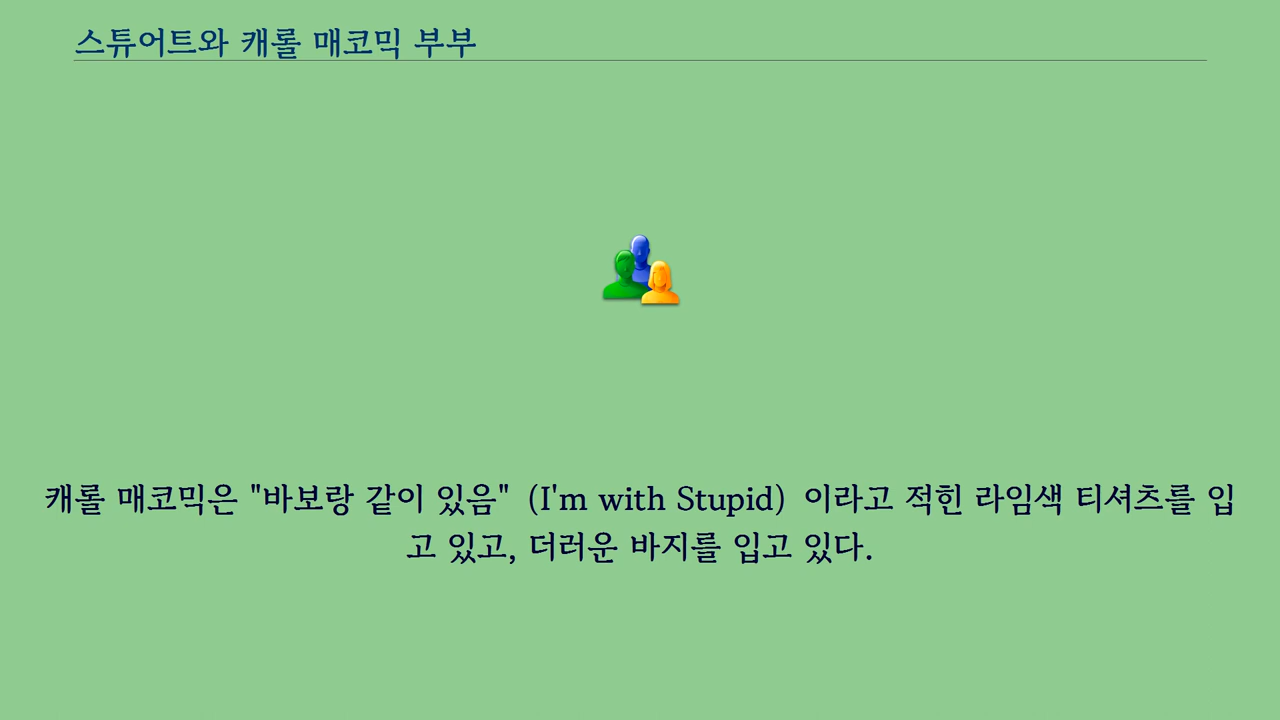 스튜어트와 캐롤 매코믹 부부
캐롤 매코믹은 "바보랑 같이 있음" (I'm with Stupid) 이라고 적힌 라임색 티셔츠를 입
고 있고, 더러운 바지를 입고 있다.